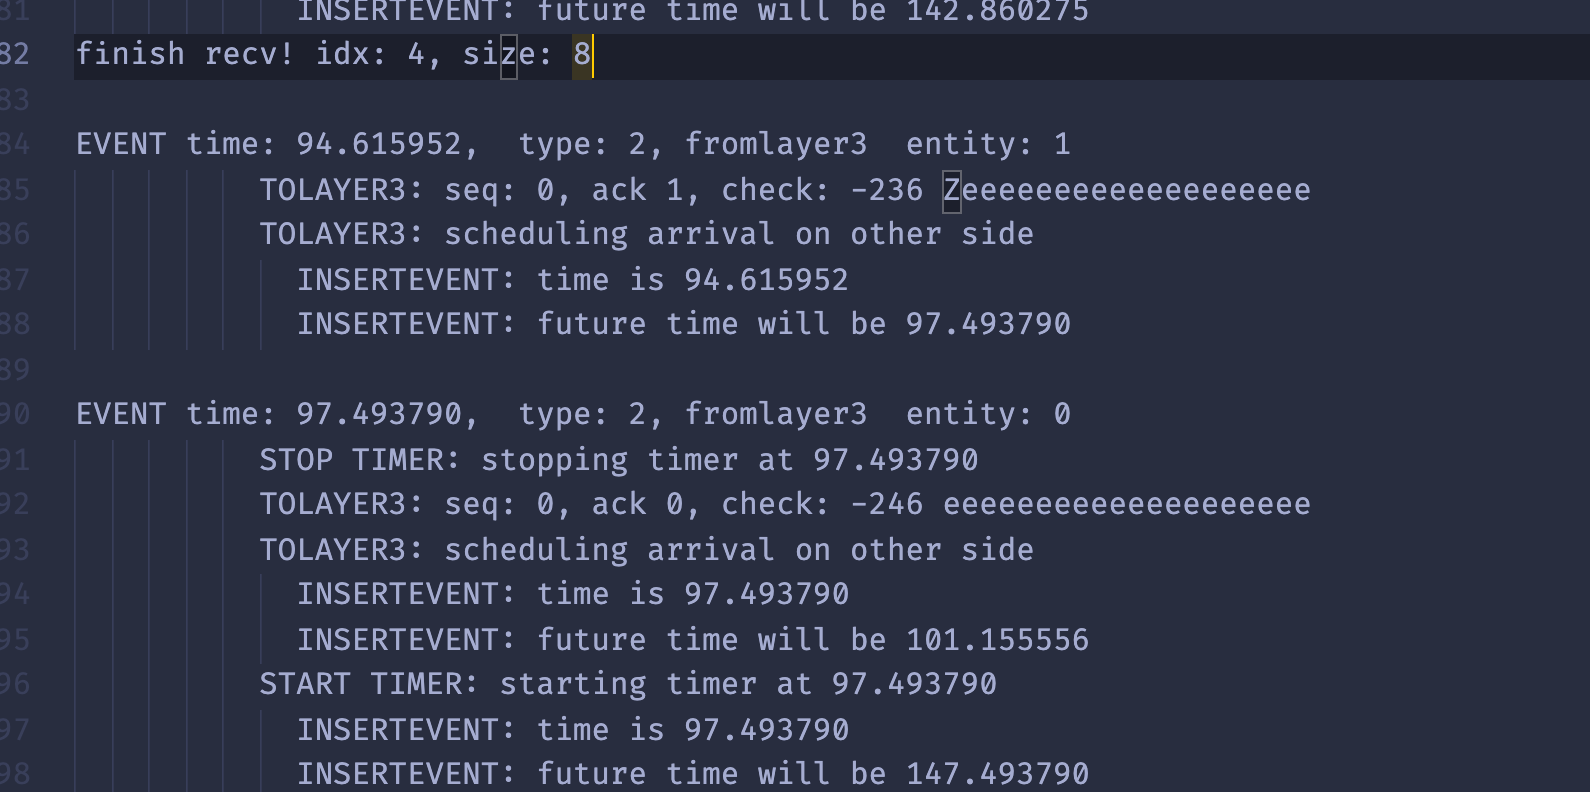 81 INSERTEVENT: future time will be 142.860275
82 finish recv! idx: 4, size: 8
83
84 EVENT time: 94.615952,  type: 2, fromlayer3  entity: 1
85 TOLAYER3: seq: 0, ack 1, check: -236 Zeeeeeeeeeeeeeeeeeee
86 TOLAYER3: scheduling arrival on other side
87 INSERTEVENT: time is 94.615952
88 INSERTEVENT: future time will be 97.493790
89
90 EVENT time: 97.493790,  type: 2, fromlayer3  entity: 0
91 STOP TIMER: stopping timer at 97.493790
92 TOLAYER3: seq: 0, ack 0, check: -246 eeeeeeeeeeeeeeeeeeee
93 TOLAYER3: scheduling arrival on other side
94 INSERTEVENT: time is 97.493790
95 INSERTEVENT: future time will be 101.155556
96 START TIMER: starting timer at 97.493790
97 INSERTEVENT: time is 97.493790
98 INSERTEVENT: future time will be 147.493790